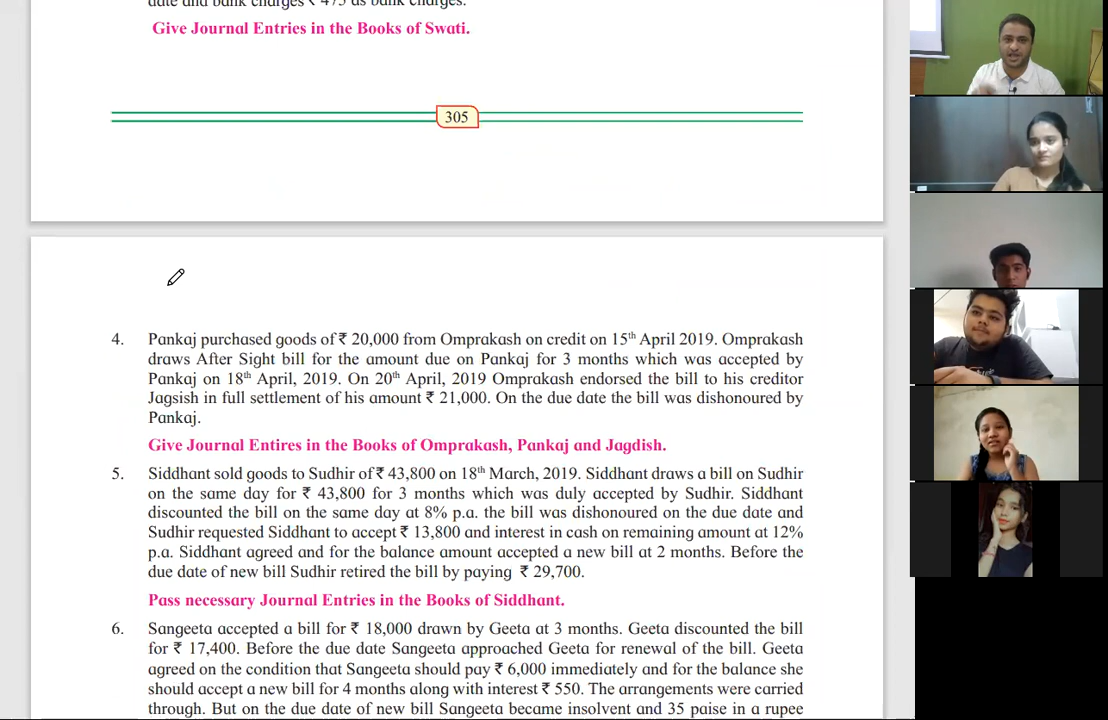 date and bank charges ₹ 475 as bank charges.
Give Journal Entries in the Books of Swati.
305
4. Pankaj purchased goods of ₹ 20,000 from Omprakash on credit on 15th April 2019. Omprakash
draws After Sight bill for the amount due on Pankaj for 3 months which was accepted by
Pankaj on 18th April, 2019. On 20th April, 2019 Omprakash endorsed the bill to his creditor
Jagsish in full settlement of his amount ₹ 21,000. On the due date the bill was dishonoured by
Pankaj.
Give Journal Entires in the Books of Omprakash, Pankaj and Jagdish.
5. Siddhant sold goods to Sudhir of ₹ 43,800 on 18th March, 2019. Siddhant draws a bill on Sudhir
on the same day for ₹ 43,800 for 3 months which was duly accepted by Sudhir. Siddhant
discounted the bill on the same day at 8% p.a. the bill was dishonoured on the due date and
Sudhir requested Siddhant to accept ₹ 13,800 and interest in cash on remaining amount at 12%
p.a. Siddhant agreed and for the balance amount accepted a new bill at 2 months. Before the
due date of new bill Sudhir retired the bill by paying ₹ 29,700.
Pass necessary Journal Entries in the Books of Siddhant.
6. Sangeeta accepted a bill for ₹ 18,000 drawn by Geeta at 3 months. Geeta discounted the bill
for ₹ 17,400. Before the due date Sangeeta approached Geeta for renewal of the bill. Geeta
agreed on the condition that Sangeeta should pay ₹ 6,000 immediately and for the balance she
should accept a new bill for 4 months along with interest ₹ 550. The arrangements were carried
through. But on the due date of new bill Sangeeta became insolvent and 35 paise in a rupee